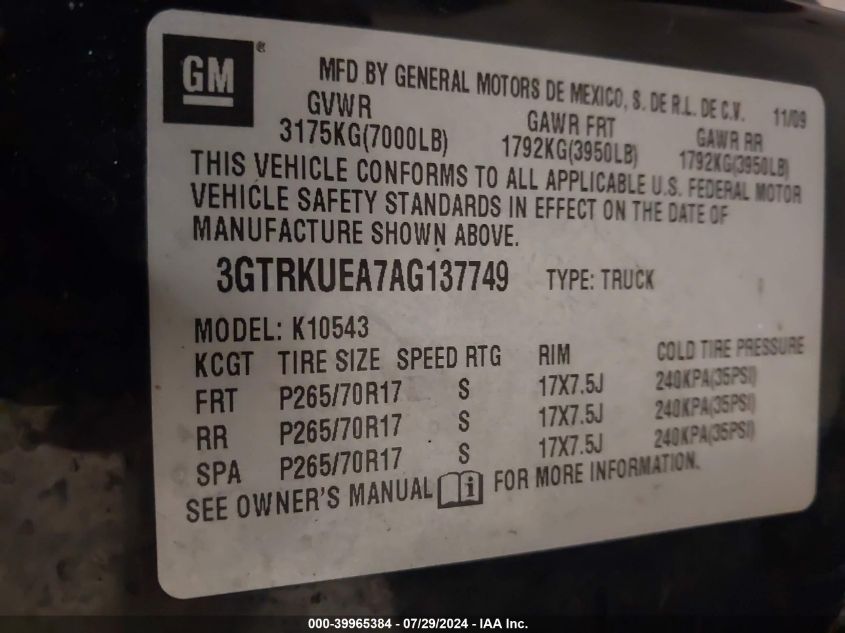 GM ®
MFD BY GENERAL MOTORS DE MEXICO, S. DE R.L. DE C.V. 11/09
GVWR GAWR FRT GAWR RR
3175KG(7000LB) 1792KG(3950LB) 1792KG(3950LB)
THIS VEHICLE CONFORMS TO ALL APPLICABLE U.S. FEDERAL MOTOR
VEHICLE SAFETY STANDARDS IN EFFECT ON THE DATE OF
MANUFACTURE SHOWN ABOVE.
3GTRKUEA7AG137749 TYPE: TRUCK
MODEL: K10543
KCGT TIRE SIZE SPEED RTG RIM COLD TIRE PRESSURE
FRT P265/70R17 S 17X7.5J 240KPA(35PSI)
RR P265/70R17 S 17X7.5J 240KPA(35PSI)
SPA P265/70R17 S 17X7.5J 240KPA(35PSI)
SEE OWNER'S MANUAL i FOR MORE INFORMATION.
000-39965384 - 07/29/2024 - IAA Inc.